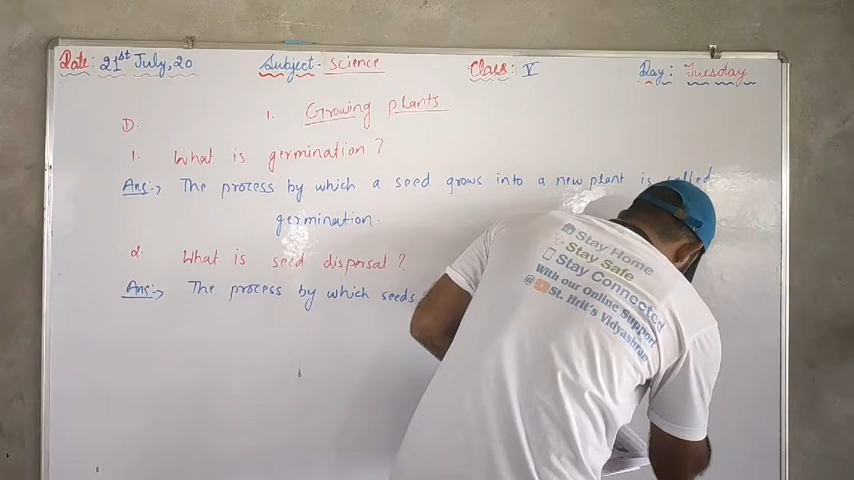 Date: 21st July, 20 Subject- science Class: V Day: Tuesday
1. Growing plants
D.
1. What is germination?
Ans:-> The process by which a seed grows into a new plant is called
germination.
2. What is seed dispersal?
Ans:-> The process by which seeds
Stay Home
Stay Safe
Stay Connected
With our Online Support
@ St. Hrit's Vidyashram